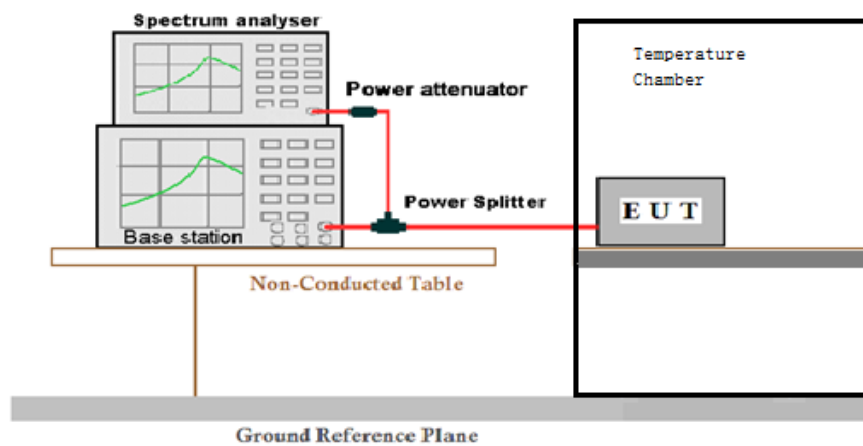 Spectrum analyser
Temperature
Chamber
Power attenuator
Power Splitter
E U T
Base station
Non-Conducted Table
Ground Reference Plane